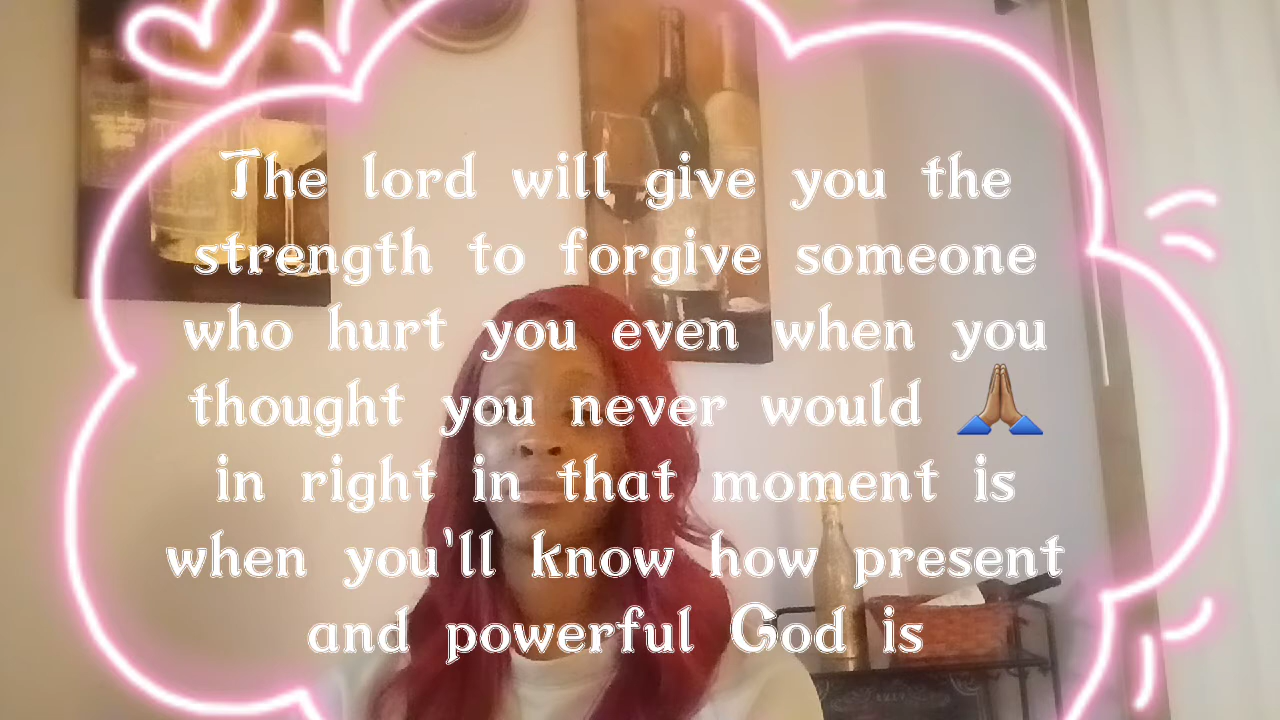 The lord will give you the
strength to forgive someone
who hurt you even when you
thought you never would 🙏🏾
in right in that moment is
when you'll know how present
and powerful God is